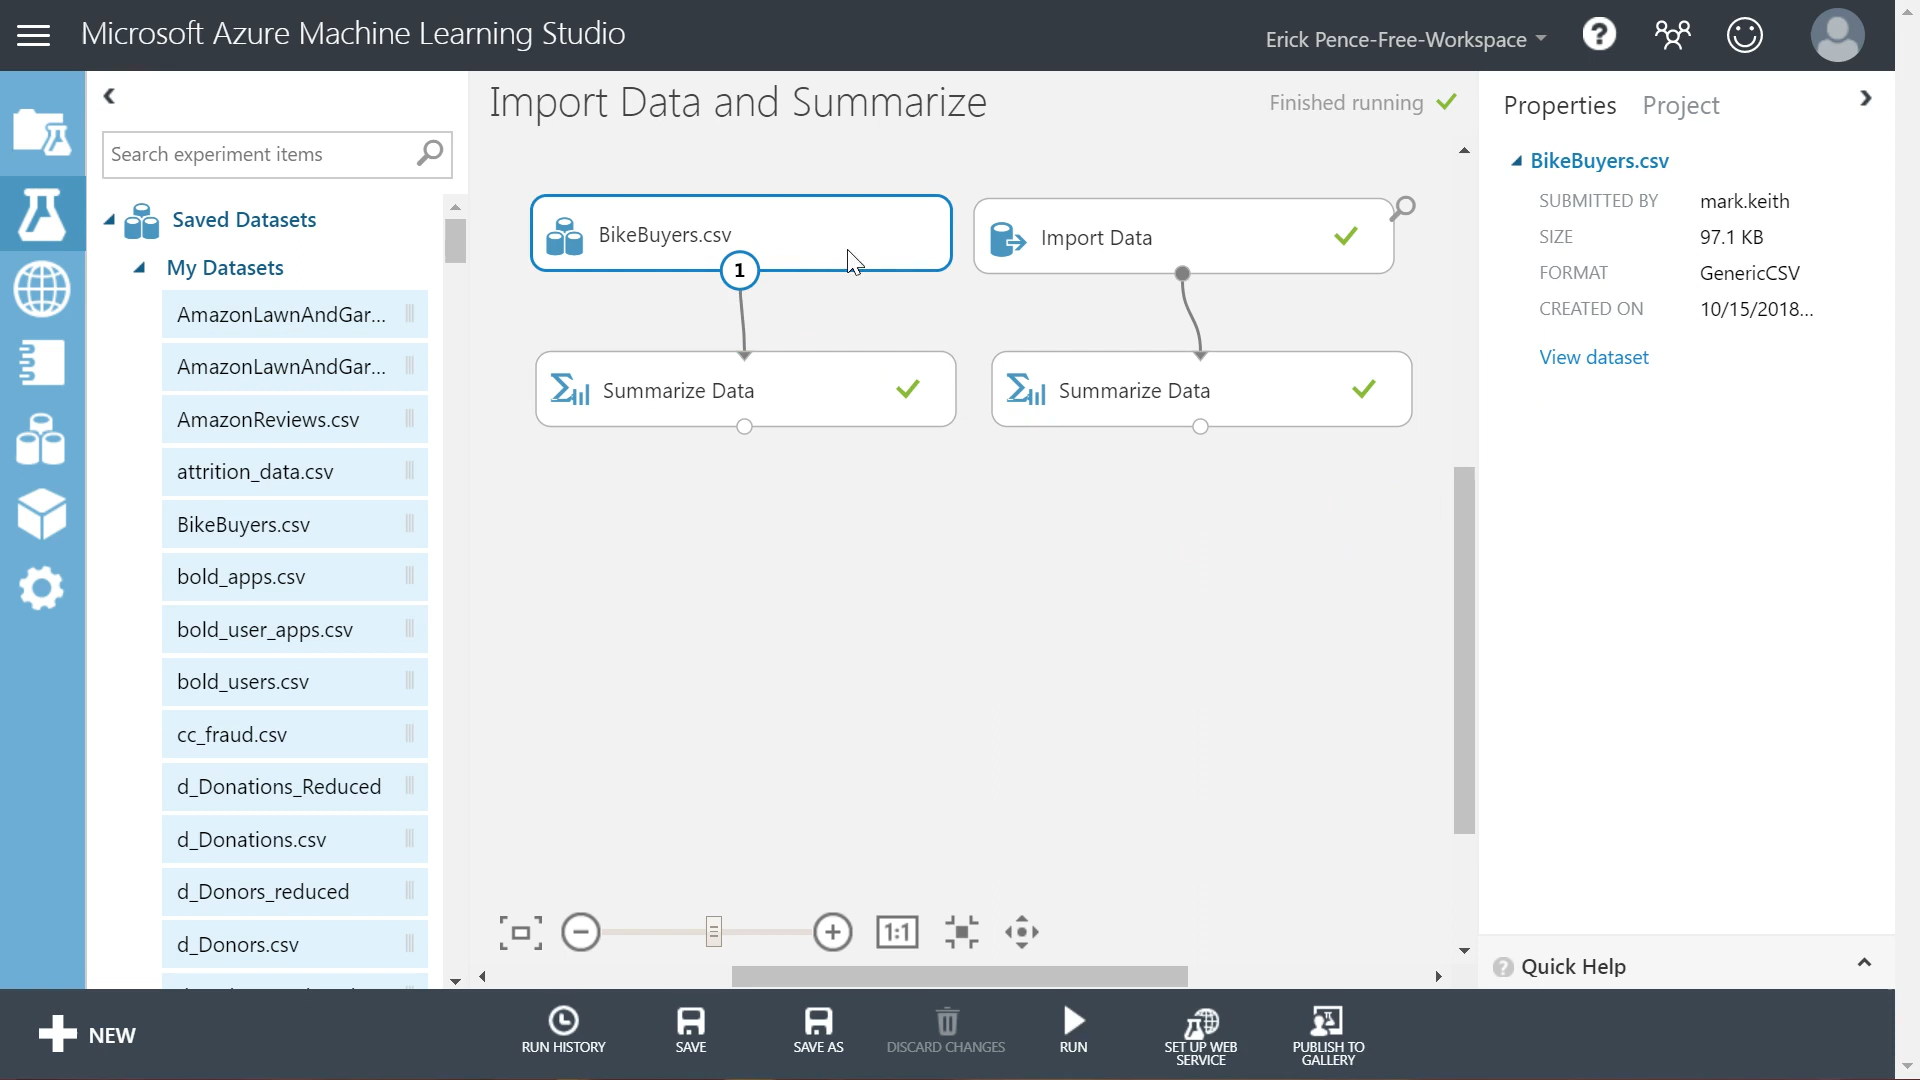 Microsoft Azure Machine Learning Studio
Erick Pence-Free-Workspace
Import Data and Summarize
Finished running
Properties
Project
Search experiment items
Saved Datasets
My Datasets
AmazonLawnAndGar...
AmazonLawnAndGar...
AmazonReviews.csv
attrition_data.csv
BikeBuyers.csv
bold_apps.csv
bold_user_apps.csv
bold_users.csv
cc_fraud.csv
d_Donations_Reduced
d_Donations.csv
d_Donors_reduced
d_Donors.csv
BikeBuyers.csv
1
Import Data
Summarize Data
Summarize Data
1:1
BikeBuyers.csv
SUBMITTED BY mark.keith
SIZE 97.1 KB
FORMAT GenericCSV
CREATED ON 10/15/2018...
View dataset
? Quick Help
NEW
RUN HISTORY
SAVE
SAVE AS
DISCARD CHANGES
RUN
SET UP WEB
SERVICE
PUBLISH TO
GALLERY